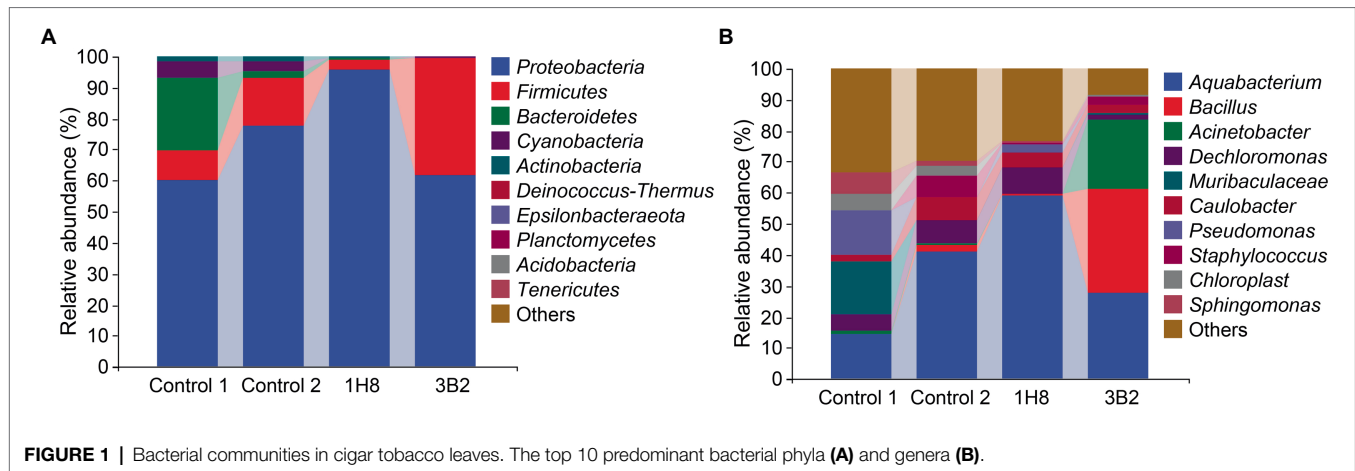 A
Relative abundance (%)
100
90
80
70
60
50
40
30
20
10
0
Control 1
Control 2
1H8
3B2
Proteobacteria
Firmicutes
Bacteroidetes
Cyanobacteria
Actinobacteria
Deinococcus-Thermus
Epsilonbacteraeota
Planctomycetes
Acidobacteria
Tenericutes
Others
B
Relative abundance (%)
100
90
80
70
60
50
40
30
20
10
0
Control 1
Control 2
1H8
3B2
Aquabacterium
Bacillus
Acinetobacter
Dechloromonas
Muribaculaceae
Caulobacter
Pseudomonas
Staphylococcus
Chloroplast
Sphingomonas
Others
FIGURE 1 | Bacterial communities in cigar tobacco leaves. The top 10 predominant bacterial phyla (A) and genera (B).